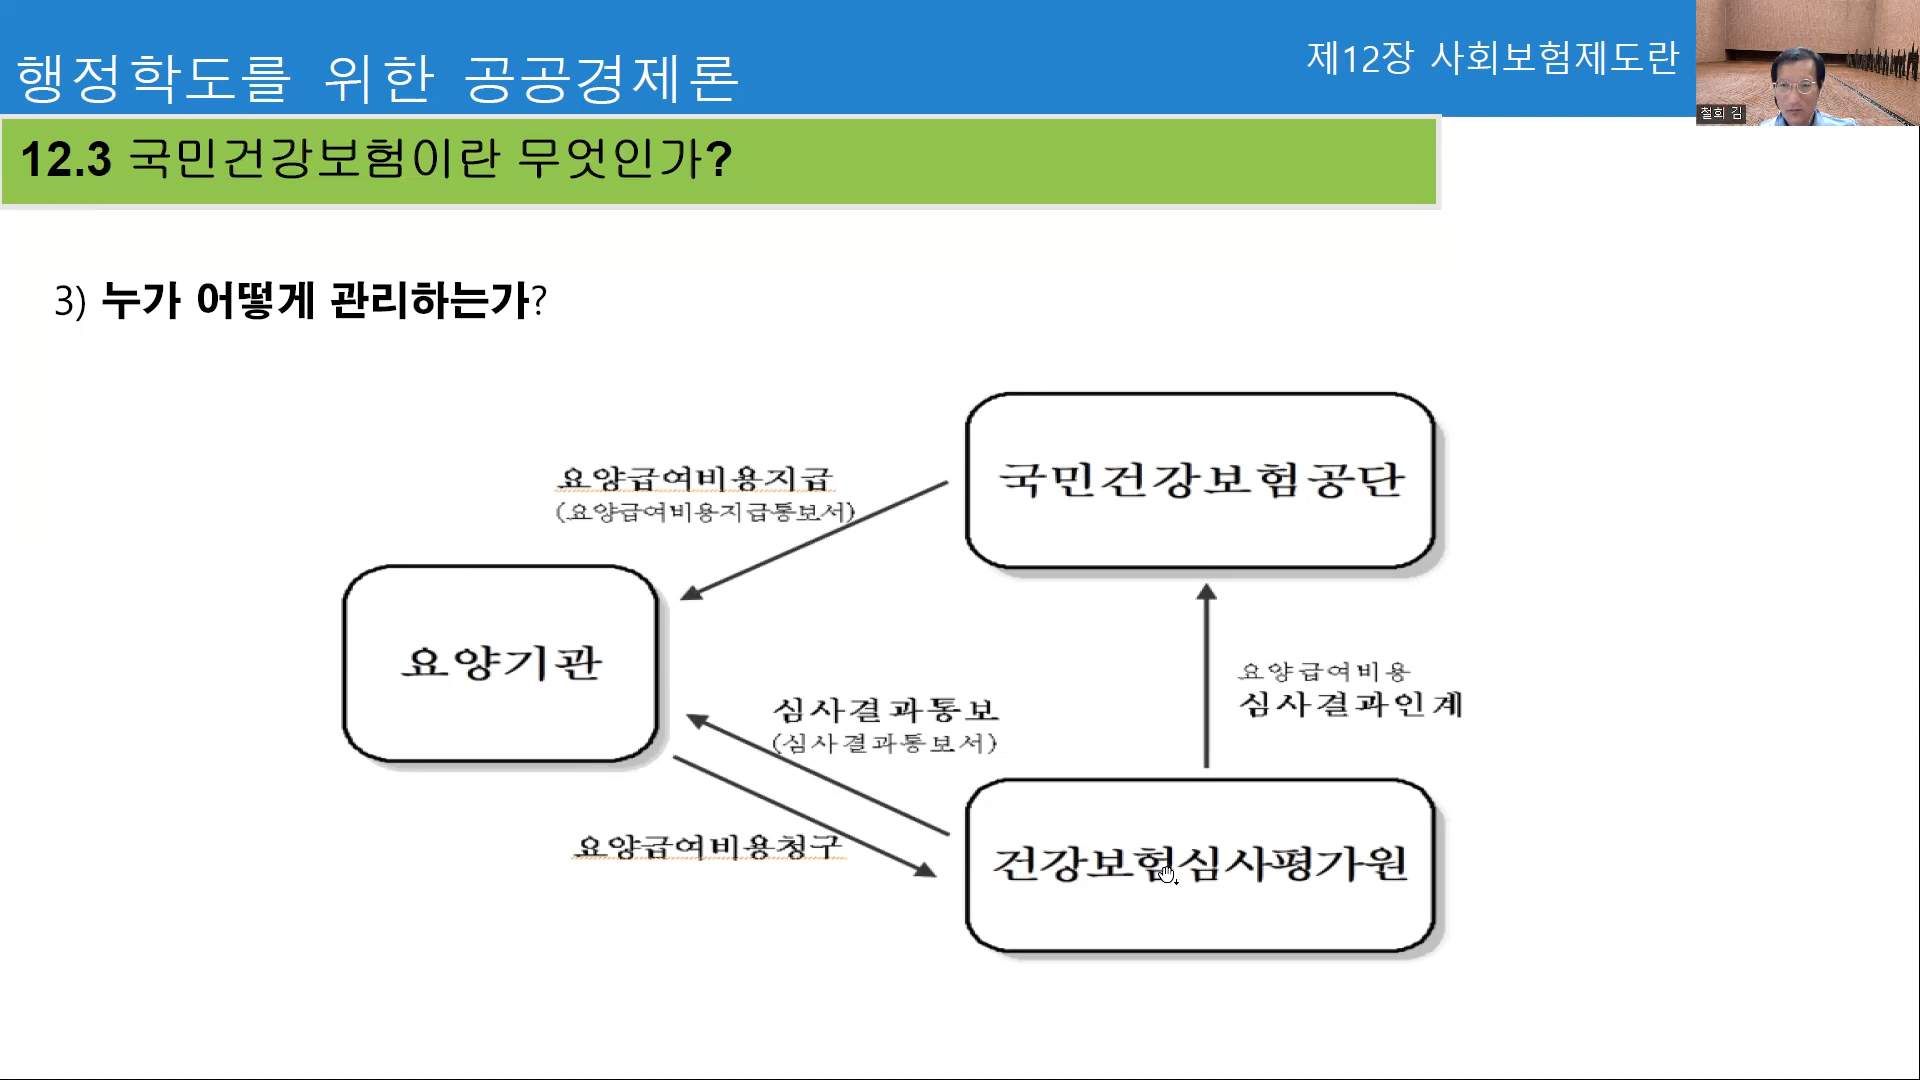 행정학도를 위한 공공경제론
제12장 사회보험제도란
철희 김
12.3 국민건강보험이란 무엇인가?
3) 누가 어떻게 관리하는가?
국민건강보험공단
요양급여비용지급
(요양급여비용지급통보서)
요양기관
요양급여비용
심사결과인계
심사결과통보
(심사결과통보서)
요양급여비용청구
건강보험심사평가원